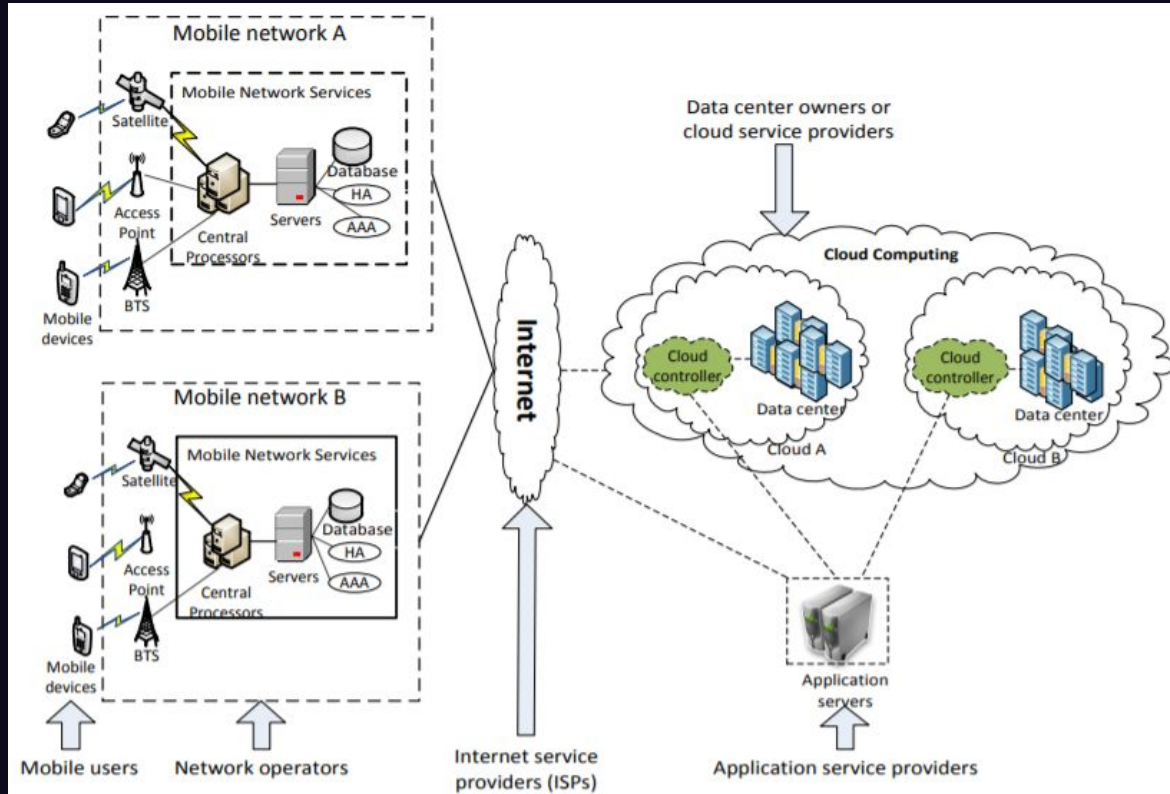 Mobile network A
Mobile Network Services
Satellite
Database
HA
AAA
Access
Point
Servers
Central
Processors
BTS
Mobile
devices
Mobile network B
Mobile Network Services
Satellite
Database
HA
AAA
Access
Point
Servers
Central
Processors
BTS
Mobile
devices
Mobile users
Network operators
Internet
Internet service
providers (ISPs)
Data center owners or
cloud service providers
Cloud Computing
Cloud
controller
Data center
Cloud A
Cloud
controller
Data center
Cloud B
Application
servers
Application service providers